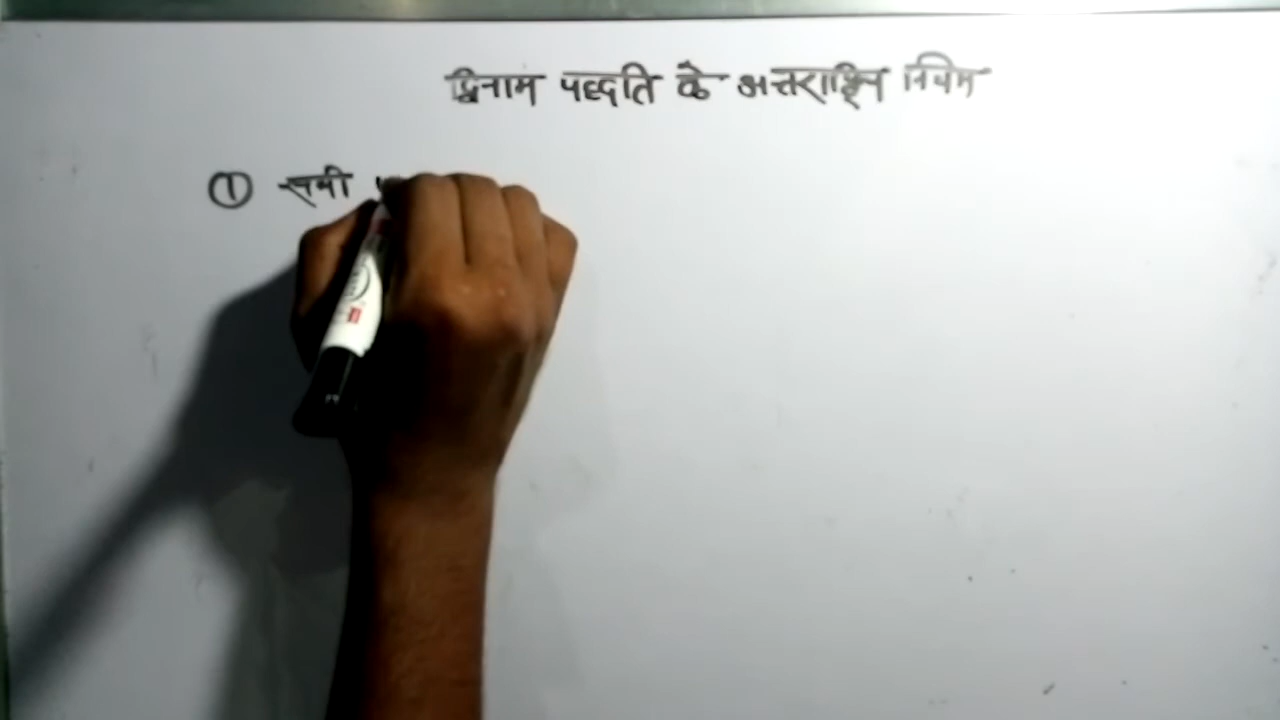 द्विनाम पद्धति के अन्तराष्ट्रिय नियम
① सभी